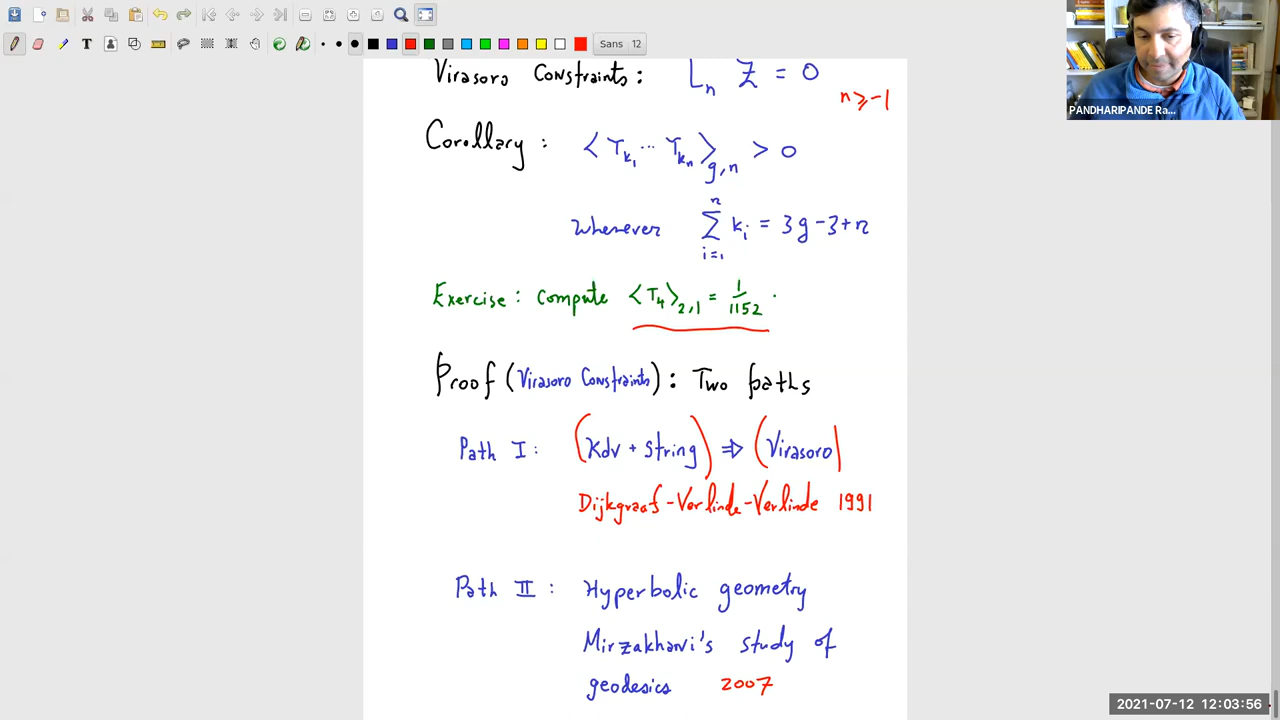 Sans 12
PANDHARIPANDE Ra...
Virasoro Constraints: L_n Z = 0
n ≥ -1
Corollary: < τ_{k_1} ⋯ τ_{k_n} >_{g,n} > 0
Whenever ∑_{i=1}^{n} k_i = 3g-3+n
Exercise: Compute <τ_4>_{2,1} = 1/1152.
Proof (Virasoro Constraints): Two paths
Path I: (Kdv + String) ⇒ (Virasoro)
Dijkgraaf-Verlinde-Verlinde 1991
Path II: Hyperbolic geometry
Mirzakhani's study of
geodesics 2007
2021-07-12 12:03:56